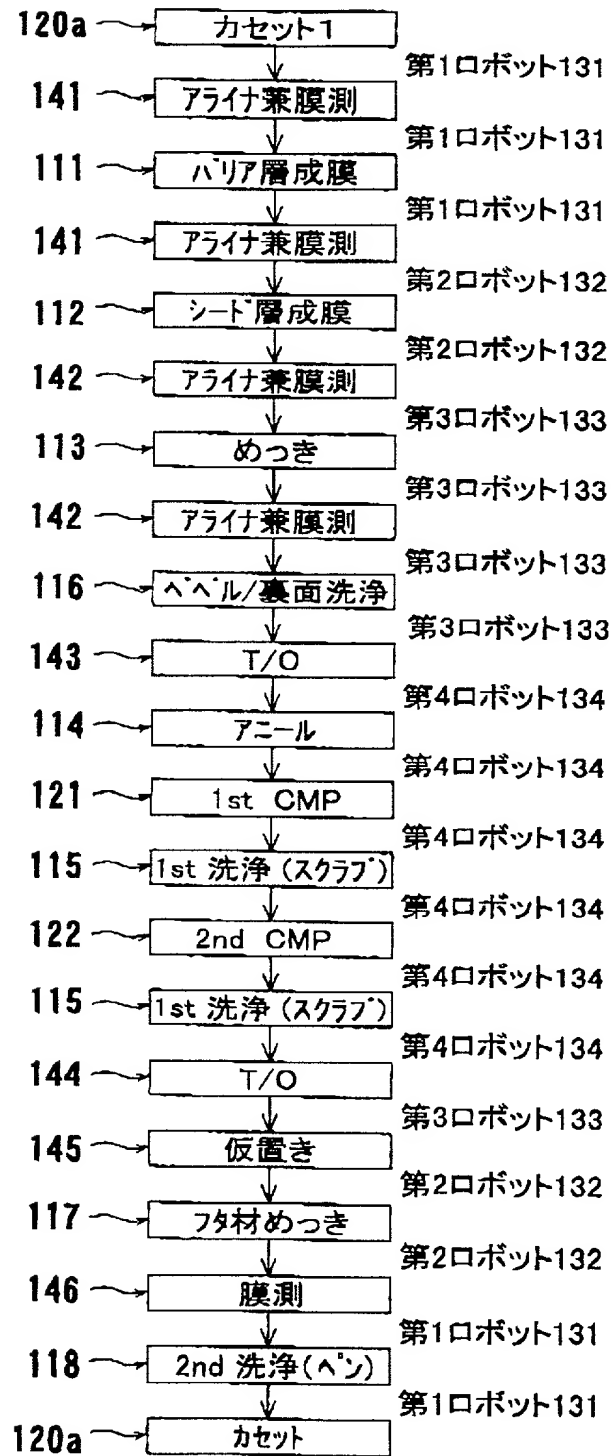 120a カセット1
第1ロボット131
141 アライナ兼膜測
第1ロボット131
111 バリア層成膜
第1ロボット131
141 アライナ兼膜測
第2ロボット132
112 シード層成膜
第2ロボット132
142 アライナ兼膜測
第3ロボット133
113 めっき
第3ロボット133
142 アライナ兼膜測
第3ロボット133
116 ベベル/裏面洗浄
第3ロボット133
143 T/O
第4ロボット134
114 アニール
第4ロボット134
121 1st CMP
第4ロボット134
115 1st 洗浄(スクラブ)
第4ロボット134
122 2nd CMP
第4ロボット134
115 1st 洗浄(スクラブ)
第4ロボット134
144 T/O
第3ロボット133
145 仮置き
第2ロボット132
117 フタ材めっき
第2ロボット132
146 膜測
第1ロボット131
118 2nd 洗浄(ペン)
第1ロボット131
120a カセット